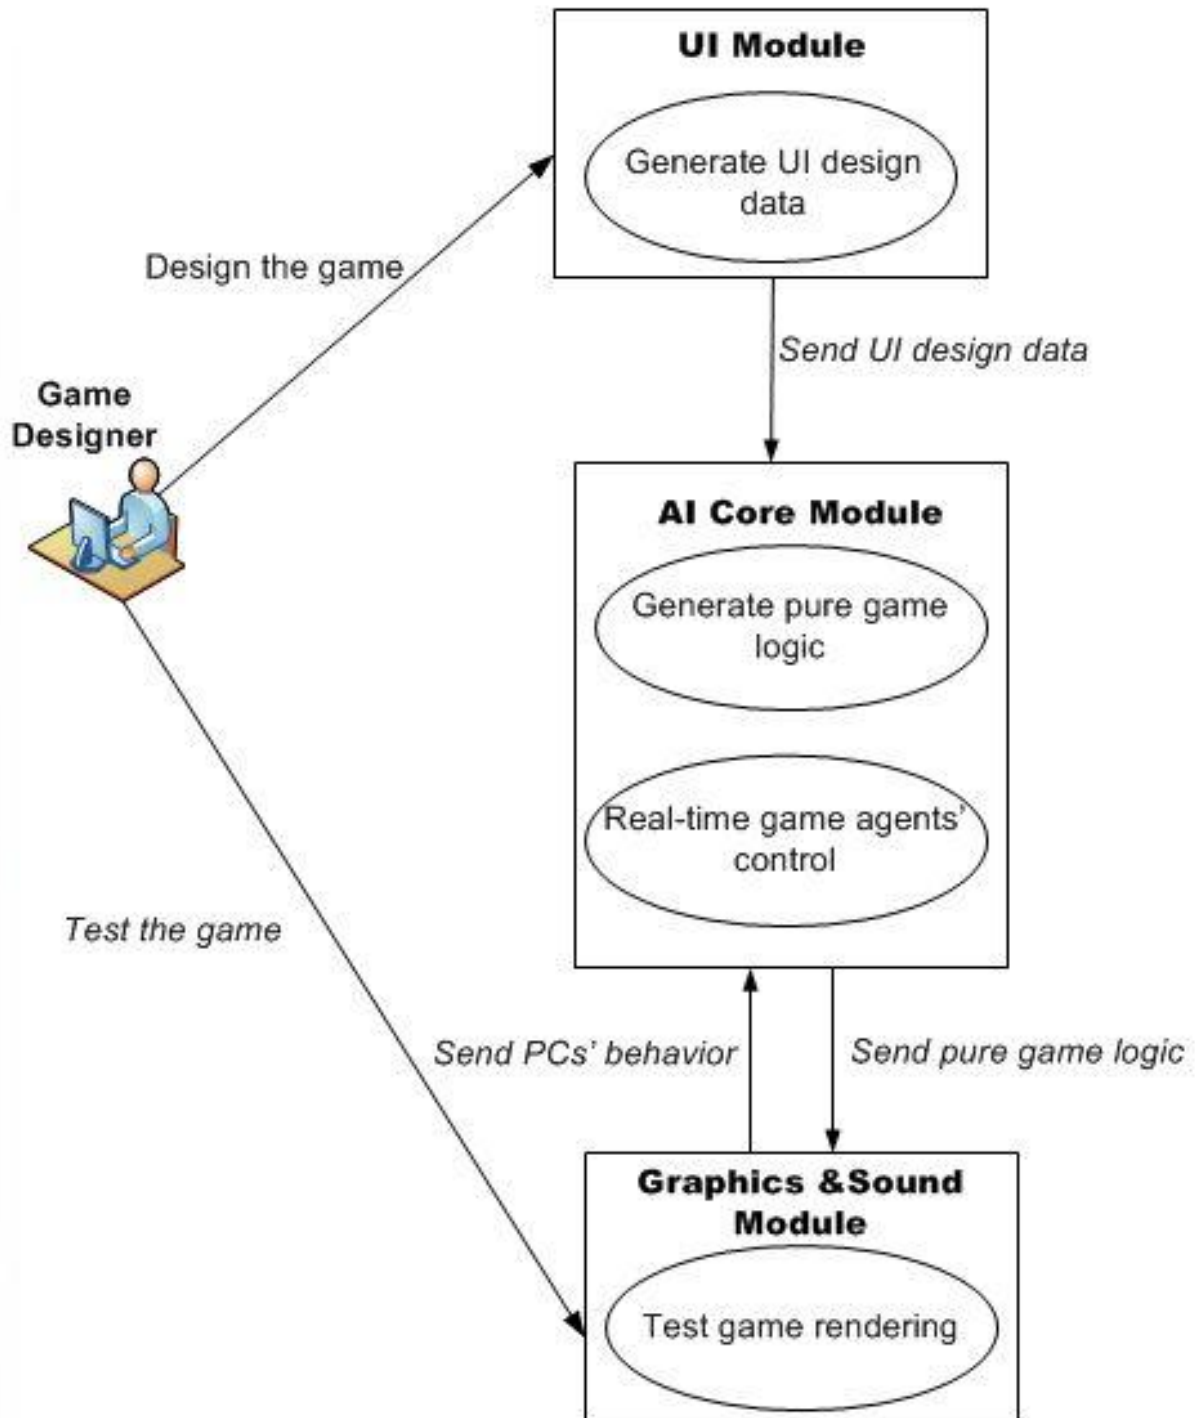 UI Module
Generate UI design
data
Design the game
Send UI design data
Game
Designer
AI Core Module
Generate pure game
logic
Real-time game agents’
control
Test the game
Send PCs’ behavior
Send pure game logic
Graphics &Sound
Module
Test game rendering